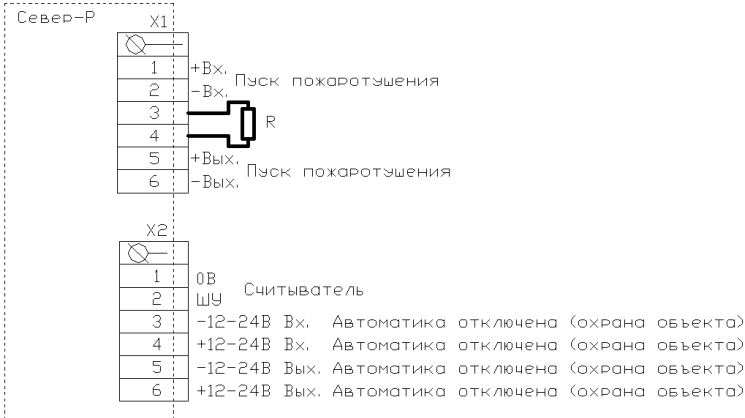 Север-Р
X1
1 +Вх.
Пуск пожаротушения
2 -Вх.
3
R
4
5 +Вых.
Пуск пожаротушения
6 -Вых.
X2
1 0В
Считыватель
2 ШУ
3 -12-24В Вх. Автоматика отключена (охрана объекта)
4 +12-24В Вх. Автоматика отключена (охрана объекта)
5 -12-24В Вых. Автоматика отключена (охрана объекта)
6 +12-24В Вых. Автоматика отключена (охрана объекта)